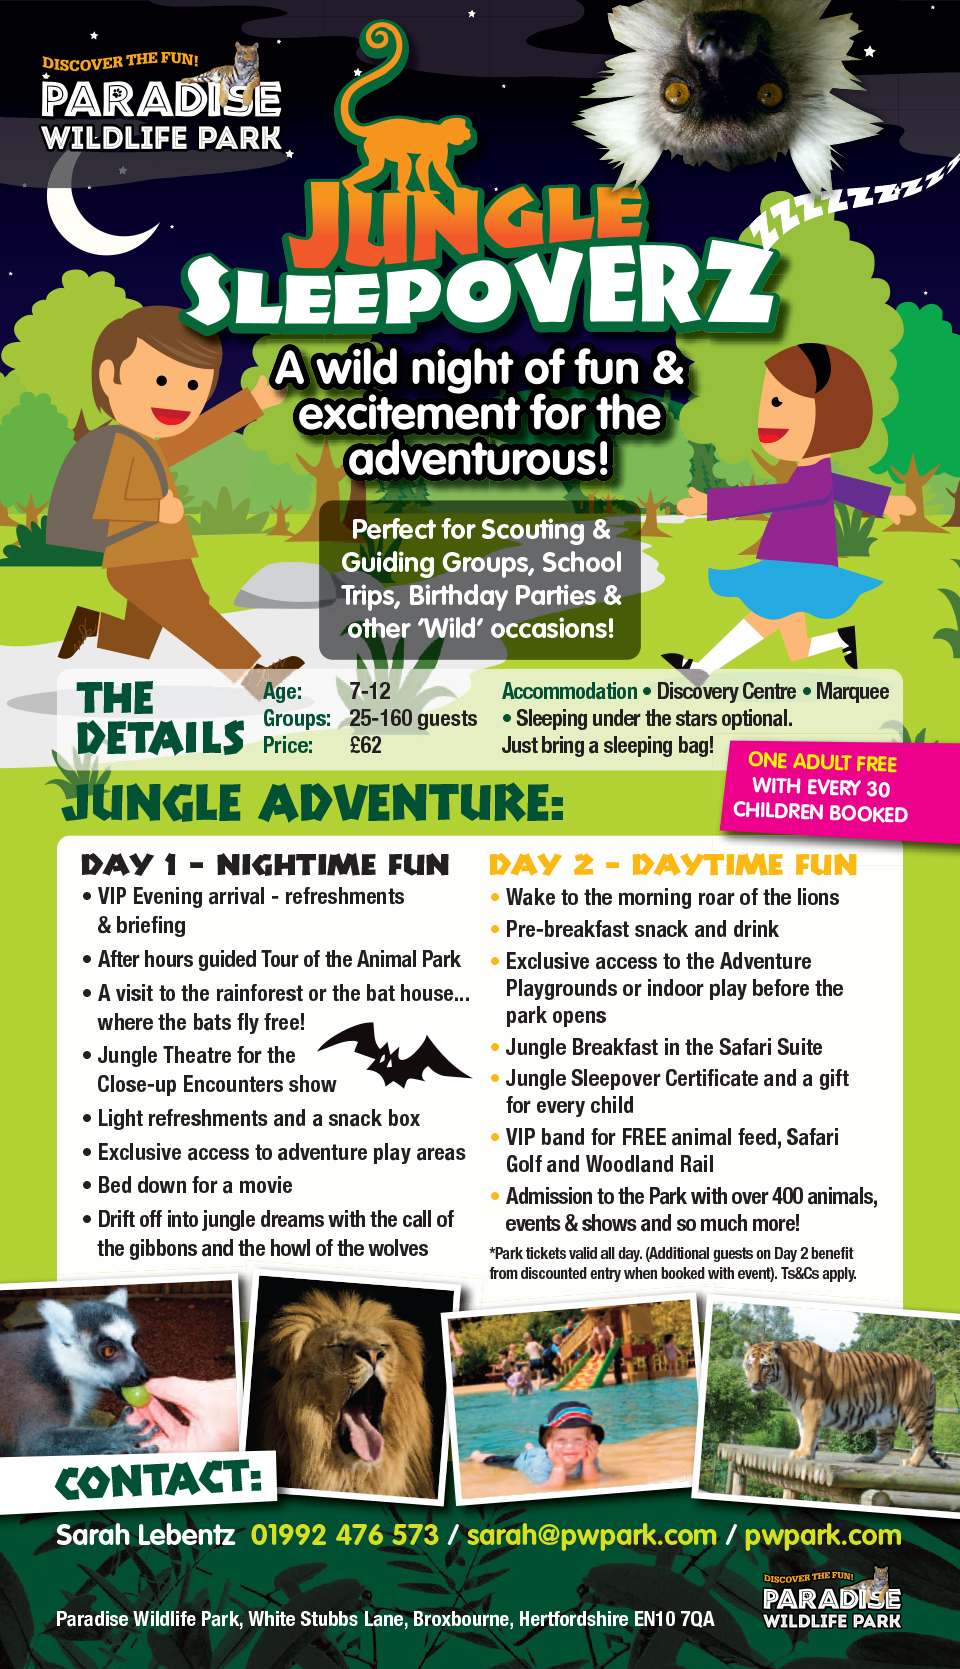 DISCOVER THE FUN!
PARADISE
WILDLIFE PARK
JUNGLE
SLEEPOVERZ
ZZZZZZZZZ
A wild night of fun &
excitement for the
adventurous!
Perfect for Scouting &
Guiding Groups, School
Trips, Birthday Parties &
other ‘Wild’ occasions!
THE
DETAILS
Age: 7-12
Groups: 25-160 guests
Price: £62
Accommodation • Discovery Centre • Marquee
• Sleeping under the stars optional.
Just bring a sleeping bag!
ONE ADULT FREE
WITH EVERY 30
CHILDREN BOOKED
JUNGLE ADVENTURE:
DAY 1 - NIGHTIME FUN
• VIP Evening arrival - refreshments
& briefing
• After hours guided Tour of the Animal Park
• A visit to the rainforest or the bat house...
where the bats fly free!
• Jungle Theatre for the
Close-up Encounters show
• Light refreshments and a snack box
• Exclusive access to adventure play areas
• Bed down for a movie
• Drift off into jungle dreams with the call of
the gibbons and the howl of the wolves
DAY 2 - DAYTIME FUN
• Wake to the morning roar of the lions
• Pre-breakfast snack and drink
• Exclusive access to the Adventure
Playgrounds or indoor play before the
park opens
• Jungle Breakfast in the Safari Suite
• Jungle Sleepover Certificate and a gift
for every child
• VIP band for FREE animal feed, Safari
Golf and Woodland Rail
• Admission to the Park with over 400 animals,
events & shows and so much more!
*Park tickets valid all day. (Additional guests on Day 2 benefit
from discounted entry when booked with event). Ts&Cs apply.
CONTACT:
Sarah Lebentz 01992 476 573 / sarah@pwpark.com / pwpark.com
Paradise Wildlife Park, White Stubbs Lane, Broxbourne, Hertfordshire EN10 7QA
DISCOVER THE FUN!
PARADISE
WILDLIFE PARK